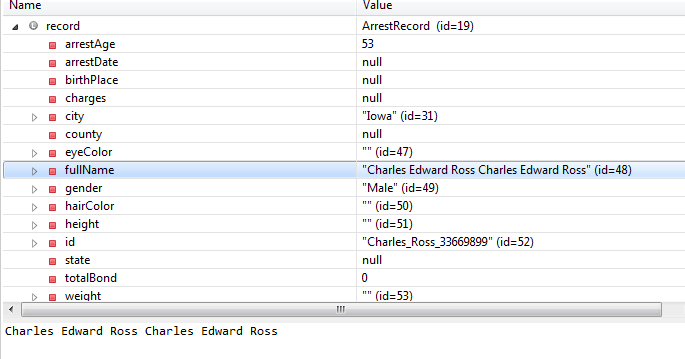 Name Value
record ArrestRecord (id=19)
arrestAge 53
arrestDate null
birthPlace null
charges null
city "Iowa" (id=31)
county null
eyeColor "" (id=47)
fullName "Charles Edward Ross Charles Edward Ross" (id=48)
gender "Male" (id=49)
hairColor "" (id=50)
height "" (id=51)
id "Charles_Ross_33669899" (id=52)
state null
totalBond 0
weight "" (id=53)
Charles Edward Ross Charles Edward Ross